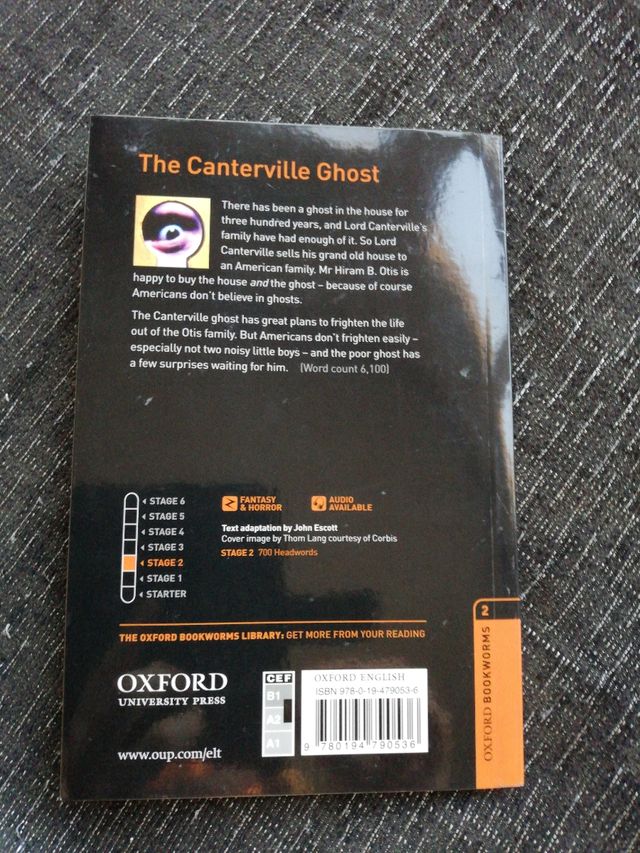 The Canterville Ghost
There has been a ghost in the house for
three hundred years, and Lord Canterville's
family have had enough of it. So Lord
Canterville sells his grand old house to
an American family. Mr Hiram B. Otis is
happy to buy the house and the ghost – because of course
Americans don't believe in ghosts.
The Canterville ghost has great plans to frighten the life
out of the Otis family. But Americans don't frighten easily –
especially not two noisy little boys – and the poor ghost has
a few surprises waiting for him. [Word count 6,100]
STAGE 6
STAGE 5
STAGE 4
STAGE 3
STAGE 2
STAGE 1
STARTER
FANTASY
& HORROR
AUDIO
AVAILABLE
Text adaptation by John Escott
Cover image by Thom Lang courtesy of Corbis
STAGE 2 700 Headwords
THE OXFORD BOOKWORMS LIBRARY: GET MORE FROM YOUR READING
OXFORD
UNIVERSITY PRESS
www.oup.com/elt
CEF
B1
A2
A1
OXFORD ENGLISH
ISBN 978-0-19-479053-6
9 780194 790536
2
OXFORD BOOKWORMS